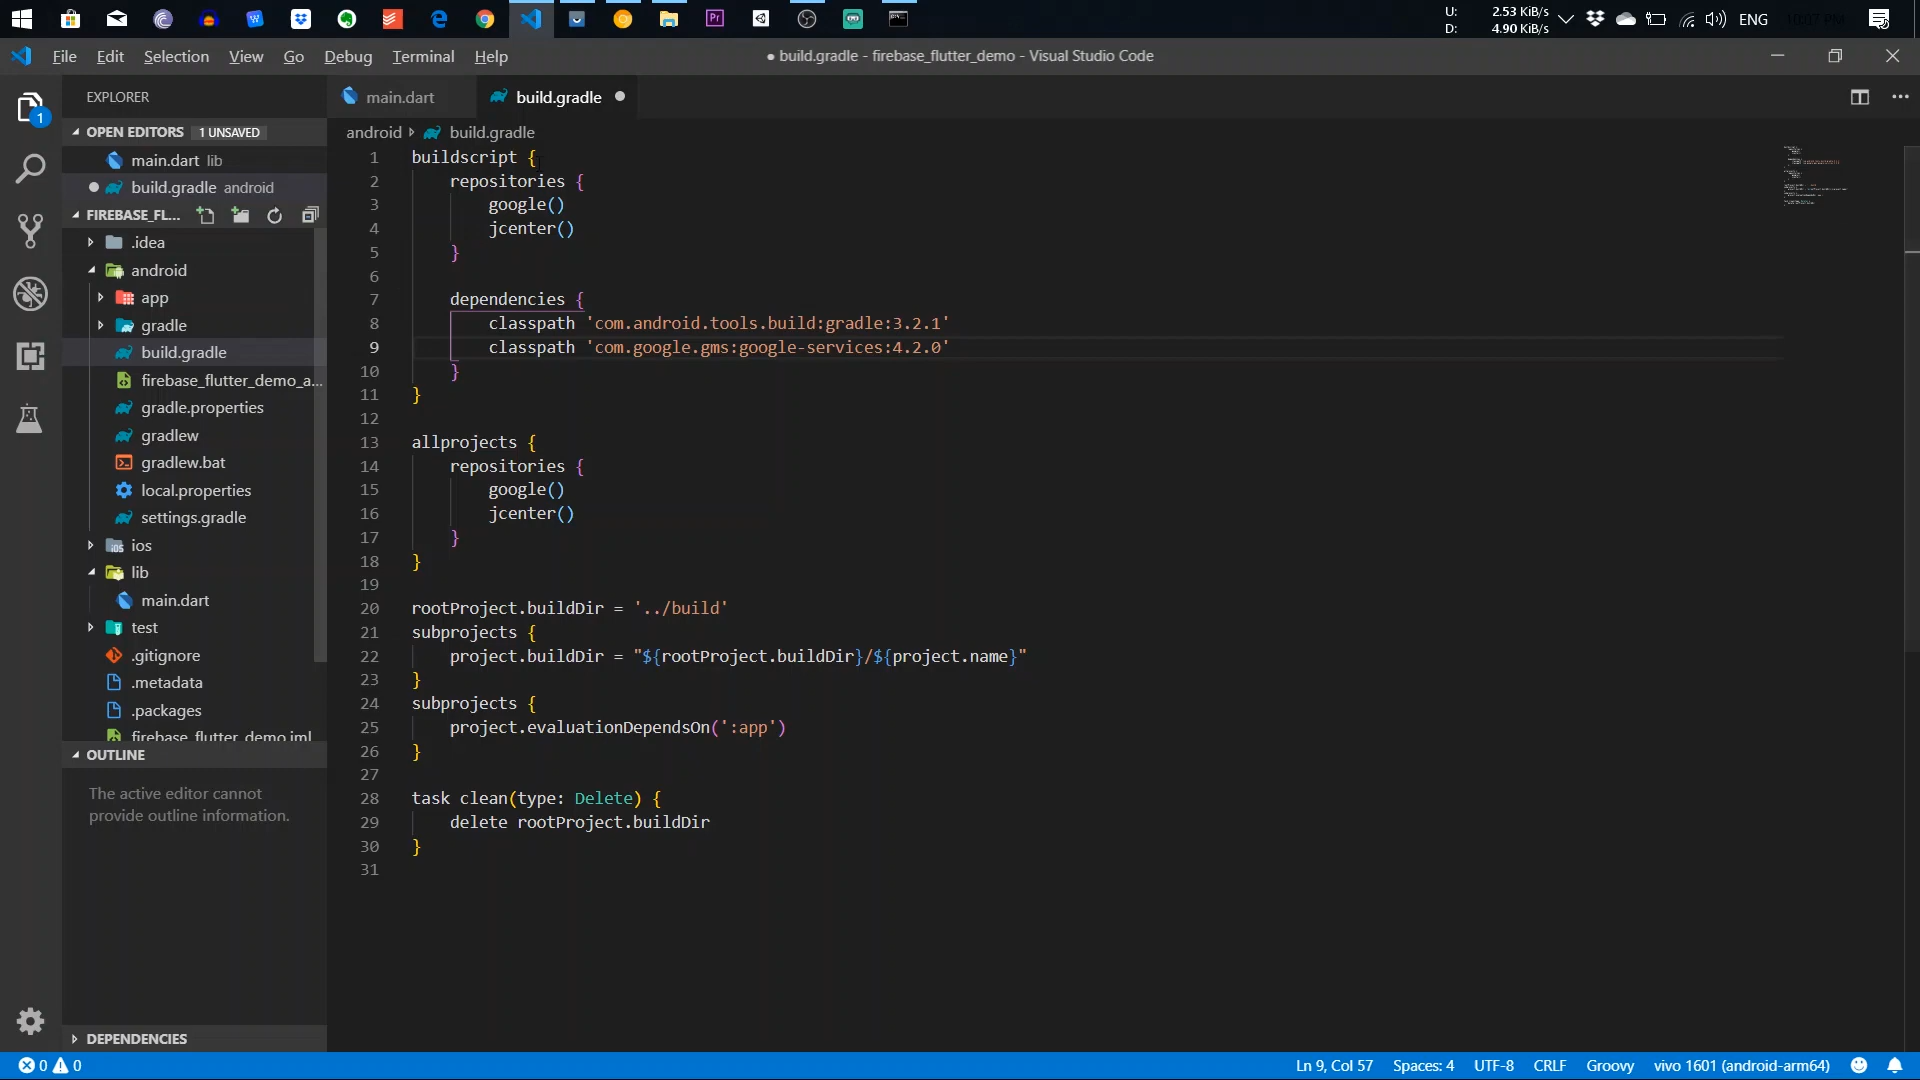 U: 2.53 KiB/s
D: 4.90 KiB/s
ENG
File Edit Selection View Go Debug Terminal Help
● build.gradle - firebase_flutter_demo - Visual Studio Code
EXPLORER
1
OPEN EDITORS 1 UNSAVED
main.dart lib
build.gradle android
FIREBASE_FL...
.idea
android
app
gradle
build.gradle
firebase_flutter_demo_a...
gradle.properties
gradlew
gradlew.bat
local.properties
settings.gradle
ios
lib
main.dart
test
.gitignore
.metadata
.packages
firebase_flutter_demo.iml
OUTLINE
The active editor cannot
provide outline information.
DEPENDENCIES
main.dart
build.gradle
android build.gradle
1 buildscript {
2 repositories {
3 google()
4 jcenter()
5 }
6
7 dependencies {
8 classpath 'com.android.tools.build:gradle:3.2.1'
9 classpath 'com.google.gms:google-services:4.2.0'
10 }
11 }
12
13 allprojects {
14 repositories {
15 google()
16 jcenter()
17 }
18 }
19
20 rootProject.buildDir = '../build'
21 subprojects {
22 project.buildDir = "${rootProject.buildDir}/${project.name}"
23 }
24 subprojects {
25 project.evaluationDependsOn(':app')
26 }
27
28 task clean(type: Delete) {
29 delete rootProject.buildDir
30 }
31
0 0
Ln 9, Col 57 Spaces: 4 UTF-8 CRLF Groovy vivo 1601 (android-arm64)